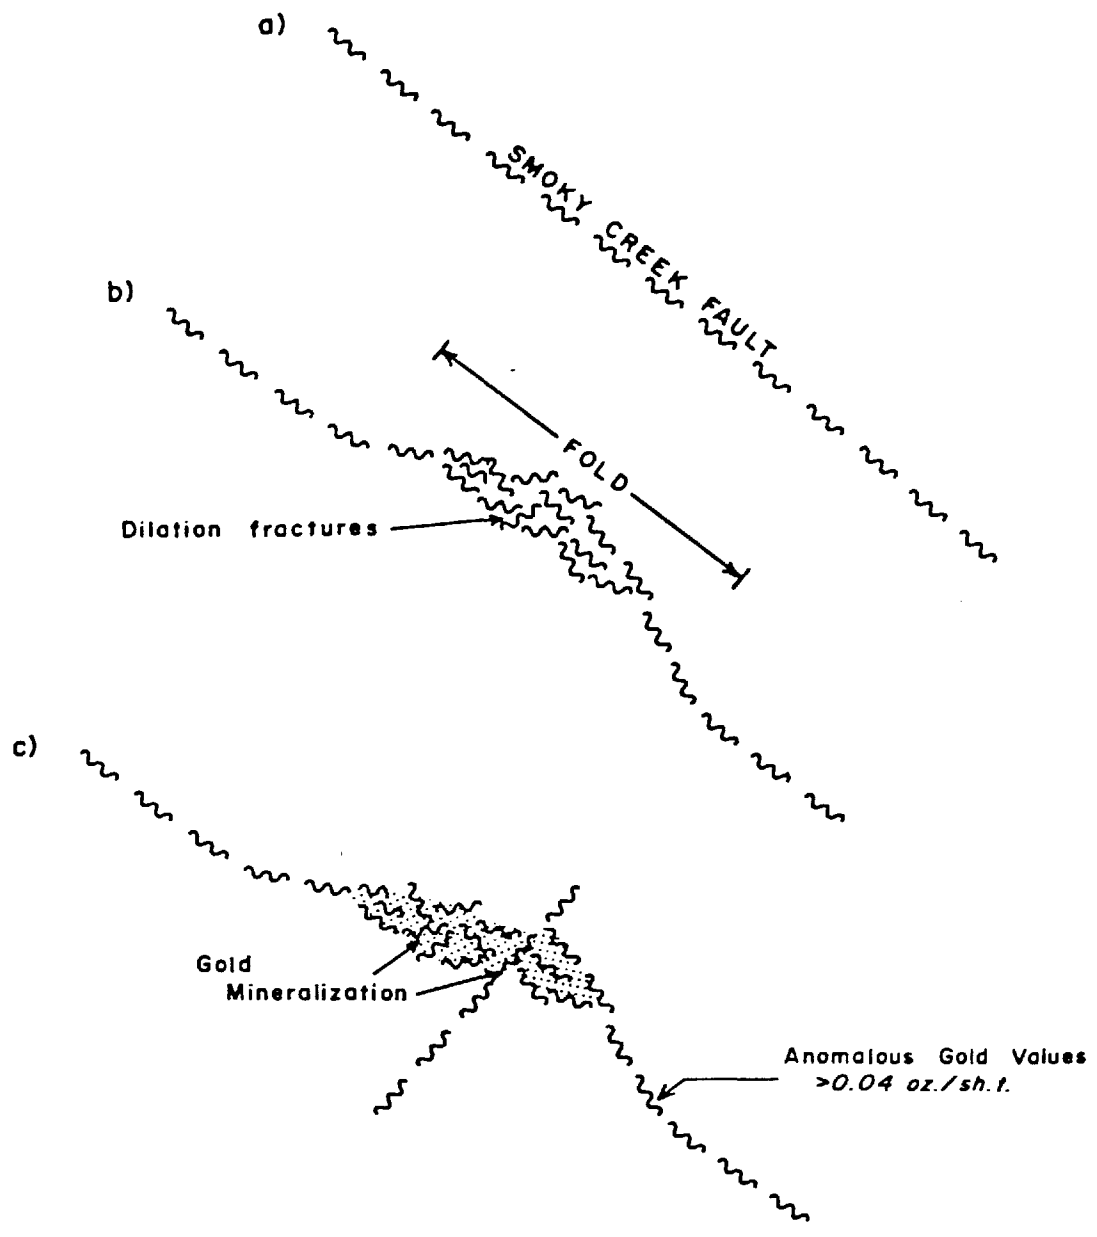 a)
SMOKY CREEK FAULT
b)
FOLD
Dilation fractures
c)
Gold
Mineralization
Anomalous Gold Values
>0.04 oz./sh.t.